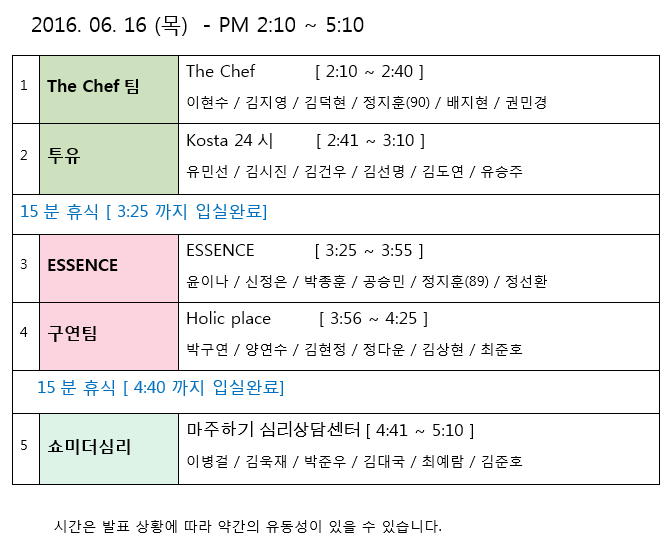 2016. 06. 16 (목) - PM 2:10 ~ 5:10
1
The Chef 팀
The Chef [ 2:10 ~ 2:40 ]
이현수 / 김지영 / 김덕현 / 정지훈(90) / 배지현 / 권민경
2
투유
Kosta 24 시 [ 2:41 ~ 3:10 ]
유민선 / 김시진 / 김건우 / 김선명 / 김도연 / 유승주
15 분 휴식 [ 3:25 까지 입실완료]
3
ESSENCE
ESSENCE [ 3:25 ~ 3:55 ]
윤이나 / 신정은 / 박종훈 / 공승민 / 정지훈(89) / 정선환
4
구연팀
Holic place [ 3:56 ~ 4:25 ]
박구연 / 양연수 / 김현정 / 정다운 / 김상현 / 최준호
15 분 휴식 [ 4:40 까지 입실완료]
5
쇼미더심리
마주하기 심리상담센터 [ 4:41 ~ 5:10 ]
이병걸 / 김욱재 / 박준우 / 김대국 / 최예람 / 김준호
시간은 발표 상황에 따라 약간의 유동성이 있을 수 있습니다.